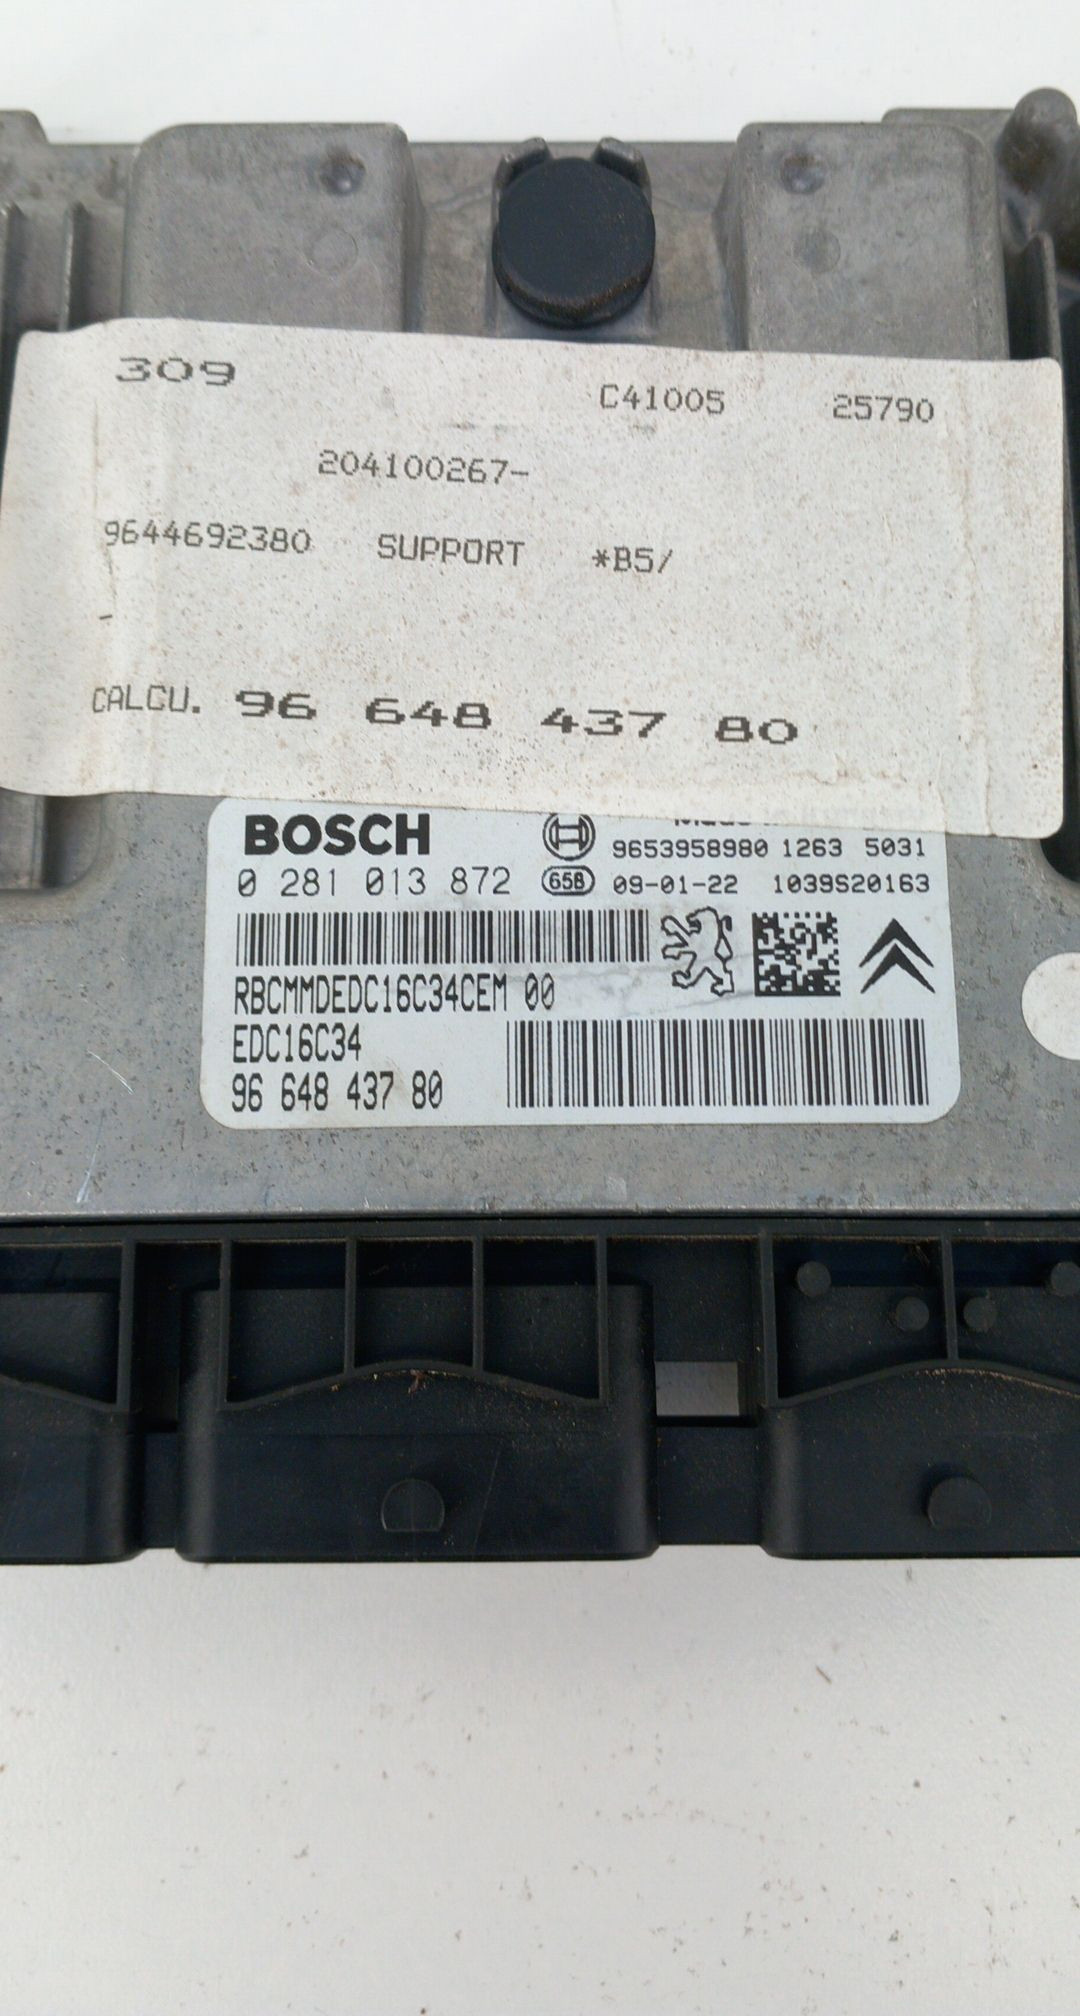 309
C41005 25790
204100267-
9644692380 SUPPORT *B5/
-
CALCU. 96 648 437 80
BOSCH
9653958980 1263 5031
0 281 013 872 658 09-01-22 1039S20163
RBCMMDEDC16C34CEM 00
EDC16C34
96 648 437 80